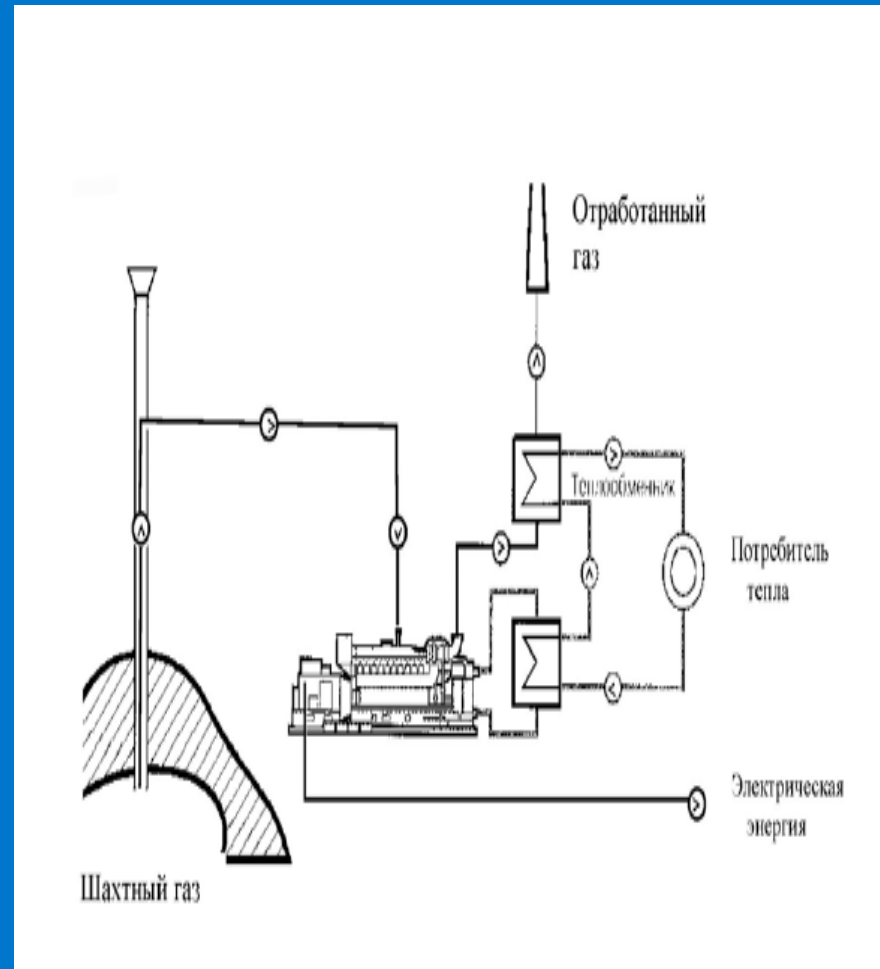 Отработанный
газ
Теплообменник
Потребитель
тепла
Электрическая
энергия
Шахтный газ